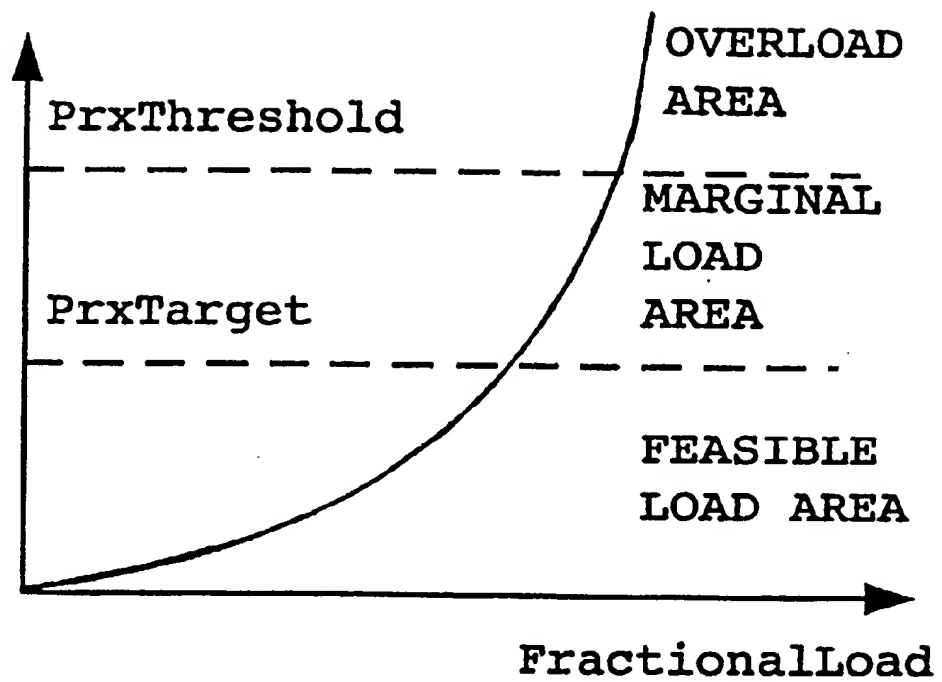 OVERLOAD
AREA
PrxThreshold
MARGINAL
LOAD
AREA
PrxTarget
FEASIBLE
LOAD AREA
FractionalLoad